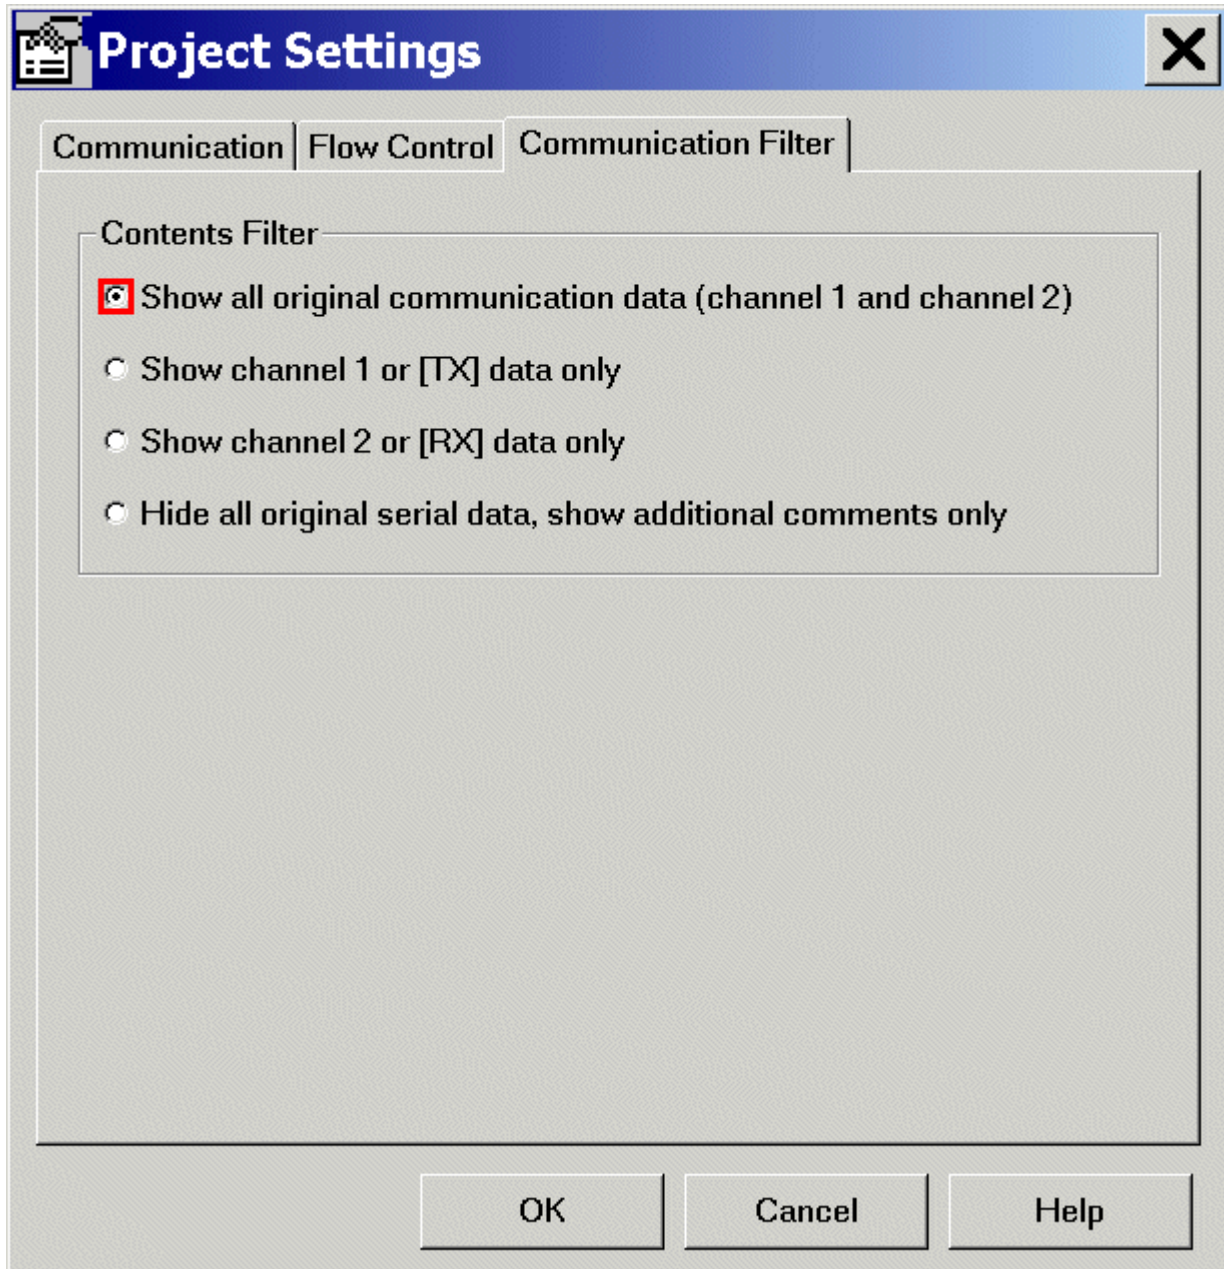 Project Settings
Communication Flow Control Communication Filter
Contents Filter
Show all original communication data (channel 1 and channel 2)
Show channel 1 or [TX] data only
Show channel 2 or [RX] data only
Hide all original serial data, show additional comments only
OK Cancel Help